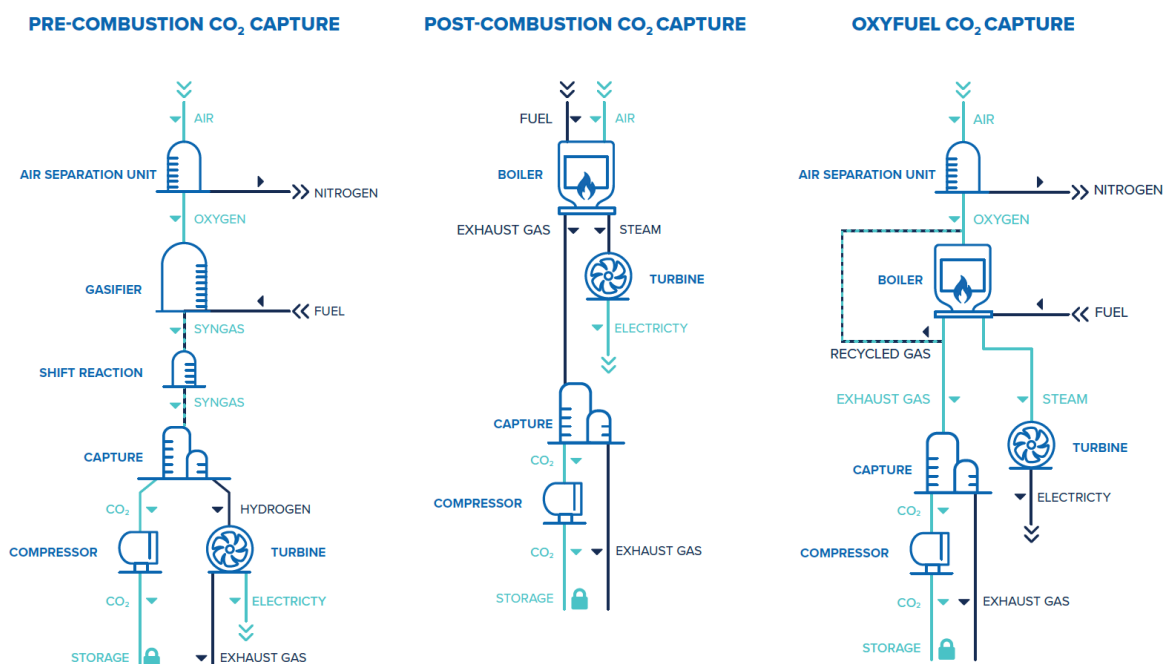 PRE-COMBUSTION CO₂ CAPTURE
AIR
AIR SEPARATION UNIT
NITROGEN
OXYGEN
GASIFIER
FUEL
SYNGAS
SHIFT REACTION
SYNGAS
CAPTURE
CO₂
HYDROGEN
COMPRESSOR
TURBINE
CO₂
ELECTRICTY
STORAGE
EXHAUST GAS
POST-COMBUSTION CO₂ CAPTURE
FUEL
AIR
BOILER
EXHAUST GAS
STEAM
TURBINE
ELECTRICTY
CAPTURE
CO₂
COMPRESSOR
CO₂
EXHAUST GAS
STORAGE
OXYFUEL CO₂ CAPTURE
AIR
AIR SEPARATION UNIT
NITROGEN
OXYGEN
BOILER
FUEL
RECYCLED GAS
EXHAUST GAS
STEAM
TURBINE
CAPTURE
ELECTRICTY
CO₂
COMPRESSOR
CO₂
EXHAUST GAS
STORAGE